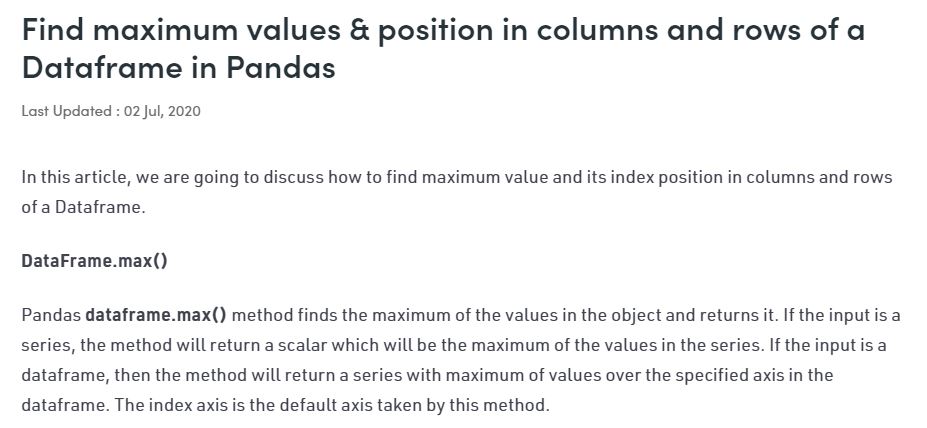 Find maximum values & position in columns and rows of a
Dataframe in Pandas
Last Updated : 02 Jul, 2020
In this article, we are going to discuss how to find maximum value and its index position in columns and rows
of a Dataframe.
DataFrame.max()
Pandas dataframe.max() method finds the maximum of the values in the object and returns it. If the input is a
series, the method will return a scalar which will be the maximum of the values in the series. If the input is a
dataframe, then the method will return a series with maximum of values over the specified axis in the
dataframe. The index axis is the default axis taken by this method.